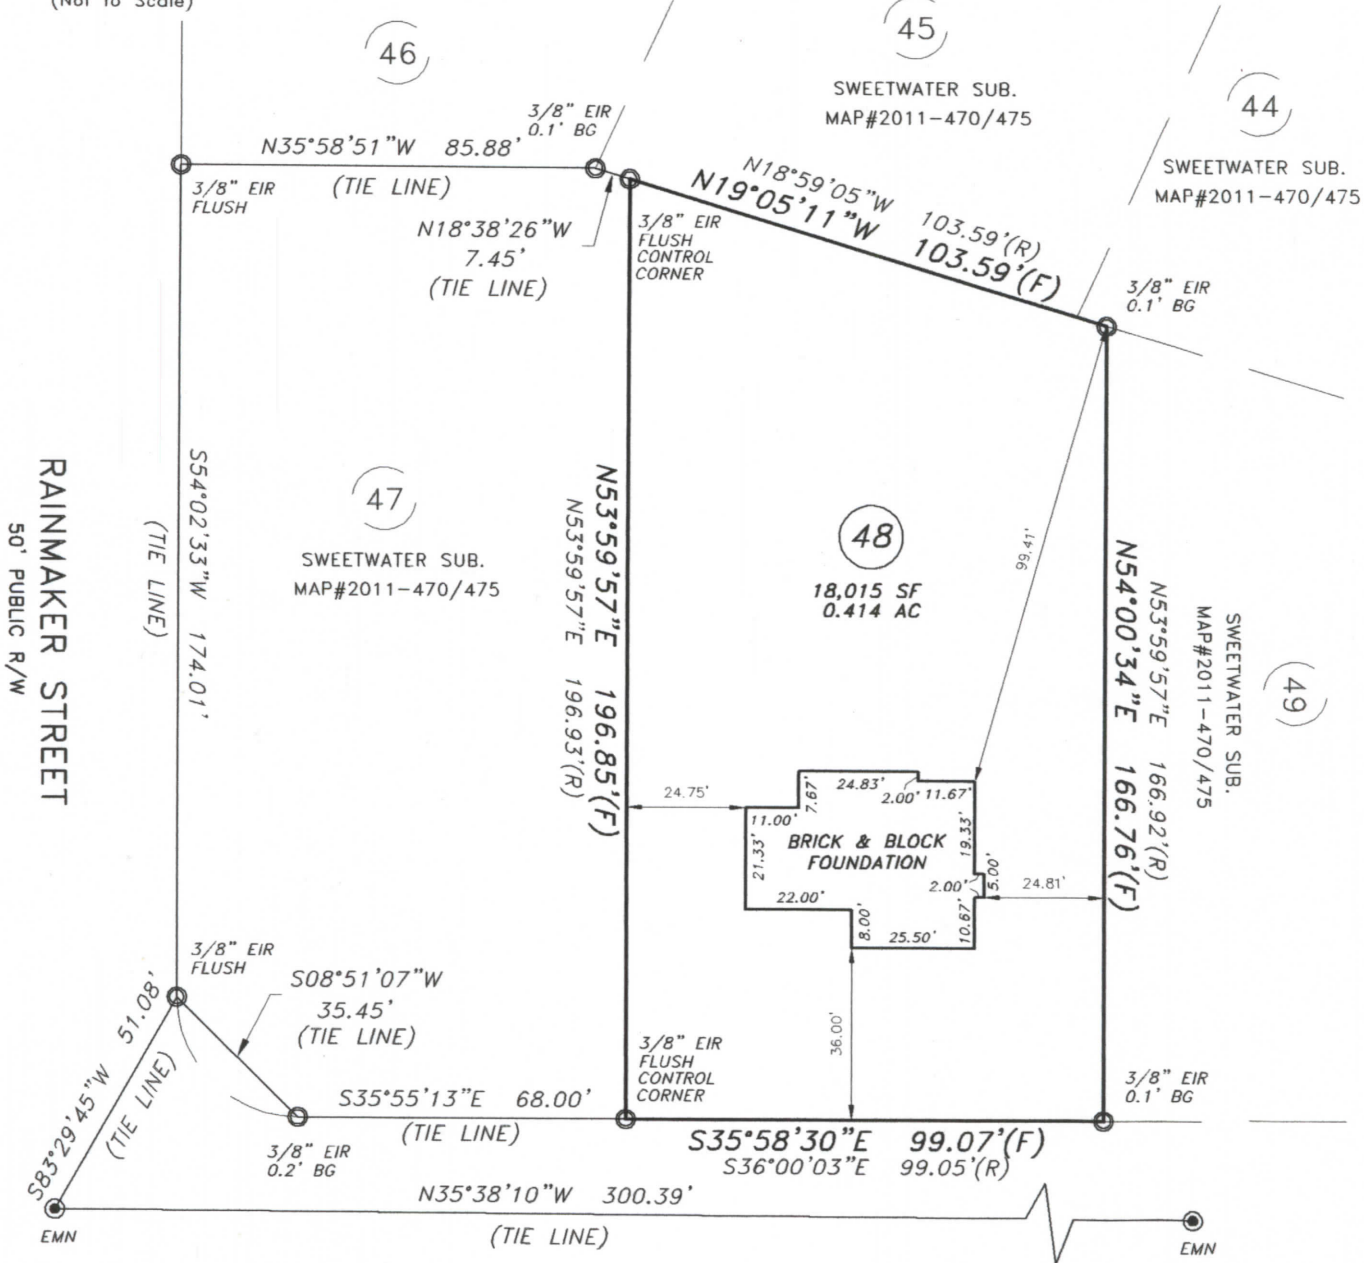 (Not To Scale)
46
45
SWEETWATER SUB.
MAP#2011-470/475
44
SWEETWATER SUB.
MAP#2011-470/475
3/8" EIR
0.1' BG
N35°58'51"W 85.88'
(TIE LINE)
3/8" EIR
FLUSH
N18°38'26"W
7.45'
(TIE LINE)
3/8" EIR
FLUSH
CONTROL
CORNER
N18°59'05"W 103.59'(R)
N19°05'11"W 103.59'(F)
3/8" EIR
0.1' BG
RAINMAKER STREET
50' PUBLIC R/W
S54°02'33"W 174.01'
(TIE LINE)
47
SWEETWATER SUB.
MAP#2011-470/475
N53°59'57"E 196.85'(F)
N53°59'57"E 196.93'(R)
48
18,015 SF
0.414 AC
99.41'
N53°59'57"E 166.92'(R)
N54°00'34"E 166.76'(F)
SWEETWATER SUB.
MAP#2011-470/475
49
24.75'
7.67'
24.83'
2.00'
11.67'
11.00'
21.33'
BRICK & BLOCK
FOUNDATION
19.33'
2.00'
5.00'
24.81'
22.00'
8.00'
25.50'
10.67'
36.00'
3/8" EIR
FLUSH
S08°51'07"W
35.45'
(TIE LINE)
S83°29'45"W 51.08'
(TIE LINE)
3/8" EIR
FLUSH
CONTROL
CORNER
3/8" EIR
0.1' BG
S35°55'13"E 68.00'
(TIE LINE)
3/8" EIR
0.2' BG
S35°58'30"E 99.07'(F)
S36°00'03"E 99.05'(R)
N35°38'10"W 300.39'
(TIE LINE)
EMN
EMN